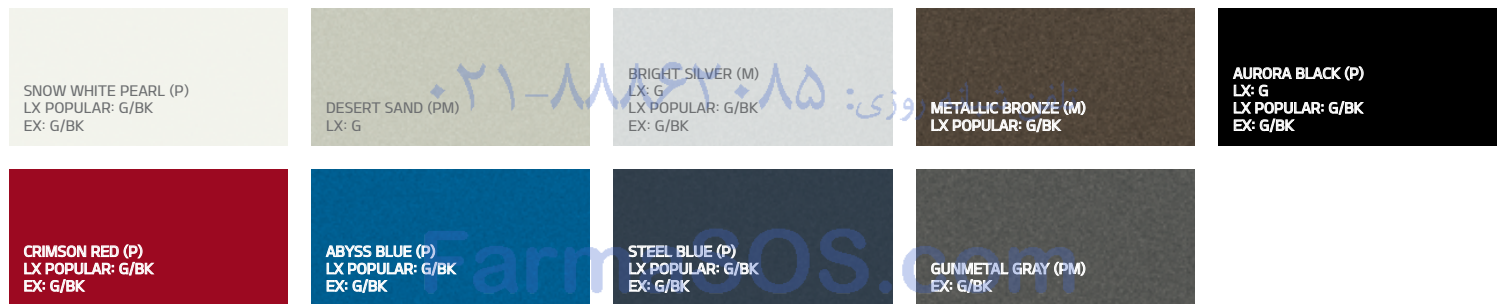 SNOW WHITE PEARL (P)
LX POPULAR: G/BK
EX: G/BK
DESERT SAND (PM)
LX: G
BRIGHT SILVER (M)
LX: G
LX POPULAR: G/BK
EX: G/BK
METALLIC BRONZE (M)
LX POPULAR: G/BK
AURORA BLACK (P)
LX: G
LX POPULAR: G/BK
EX: G/BK
۰۲۱-۸۸۸۶۲۰۸۵
CRIMSON RED (P)
LX POPULAR: G/BK
EX: G/BK
ABYSS BLUE (P)
LX POPULAR: G/BK
EX: G/BK
STEEL BLUE (P)
LX POPULAR: G/BK
EX: G/BK
GUNMETAL GRAY (PM)
EX: G/BK
Farm-SOS.com